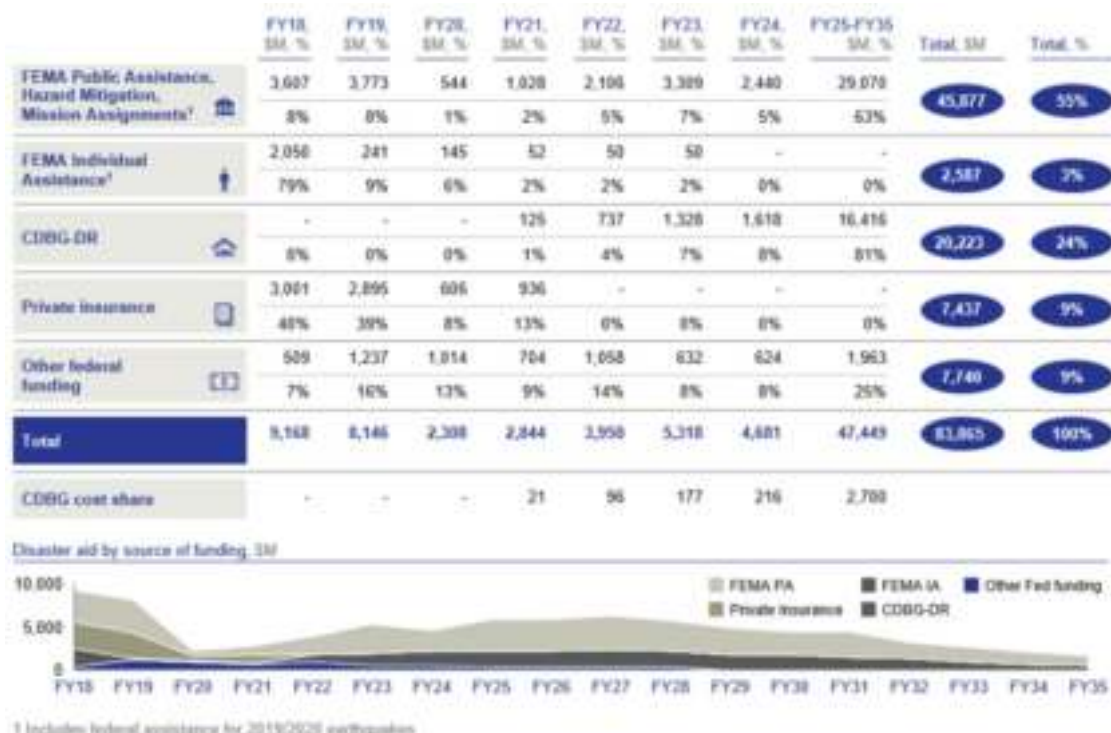 FY18, FY19, FY20, FY21, FY22, FY23, FY24, FY25-FY35
$M, % $M, % $M, % $M, % $M, % $M, % $M, % $M, % Total, $M Total, %
FEMA Public Assistance, 3,607 3,773 544 1,028 2,106 3,309 2,440 29,070
Hazard Mitigation, 45,877 55%
Mission Assignments¹ 8% 8% 1% 2% 5% 7% 5% 63%
FEMA Individual 2,050 241 145 52 50 50 - -
Assistance¹ 2,587 3%
79% 9% 6% 2% 2% 2% 0% 0%
- - - 125 737 1,328 1,618 16,416
CDBG-DR 20,223 24%
0% 0% 0% 1% 4% 7% 8% 81%
3,001 2,895 606 936 - - - -
Private insurance 7,437 9%
40% 39% 8% 13% 0% 0% 0% 0%
Other federal 509 1,237 1,014 704 1,058 632 624 1,963
funding 7,740 9%
7% 16% 13% 9% 14% 8% 8% 25%
Total 9,168 8,146 2,308 2,844 3,950 5,318 4,681 47,449 83,865 100%
CDBG cost share - - - 21 96 177 216 2,700
Disaster aid by source of funding, $M
10,000 FEMA PA FEMA IA Other Fed funding
Private insurance CDBG-DR
5,000
0
FY18 FY19 FY20 FY21 FY22 FY23 FY24 FY25 FY26 FY27 FY28 FY29 FY30 FY31 FY32 FY33 FY34 FY35
1 Includes federal assistance for 2019/2020 earthquakes